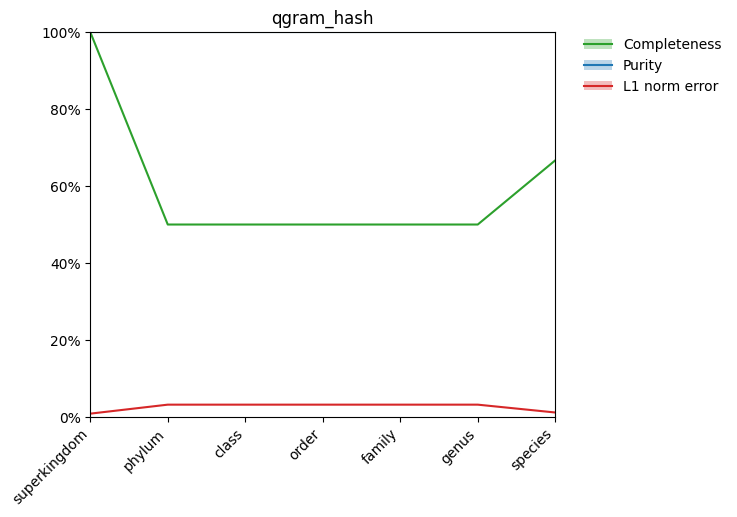 qgram_hash
100%
80%
60%
40%
20%
0%
superkingdom
phylum
class
order
family
genus
species
Completeness
Purity
L1 norm error